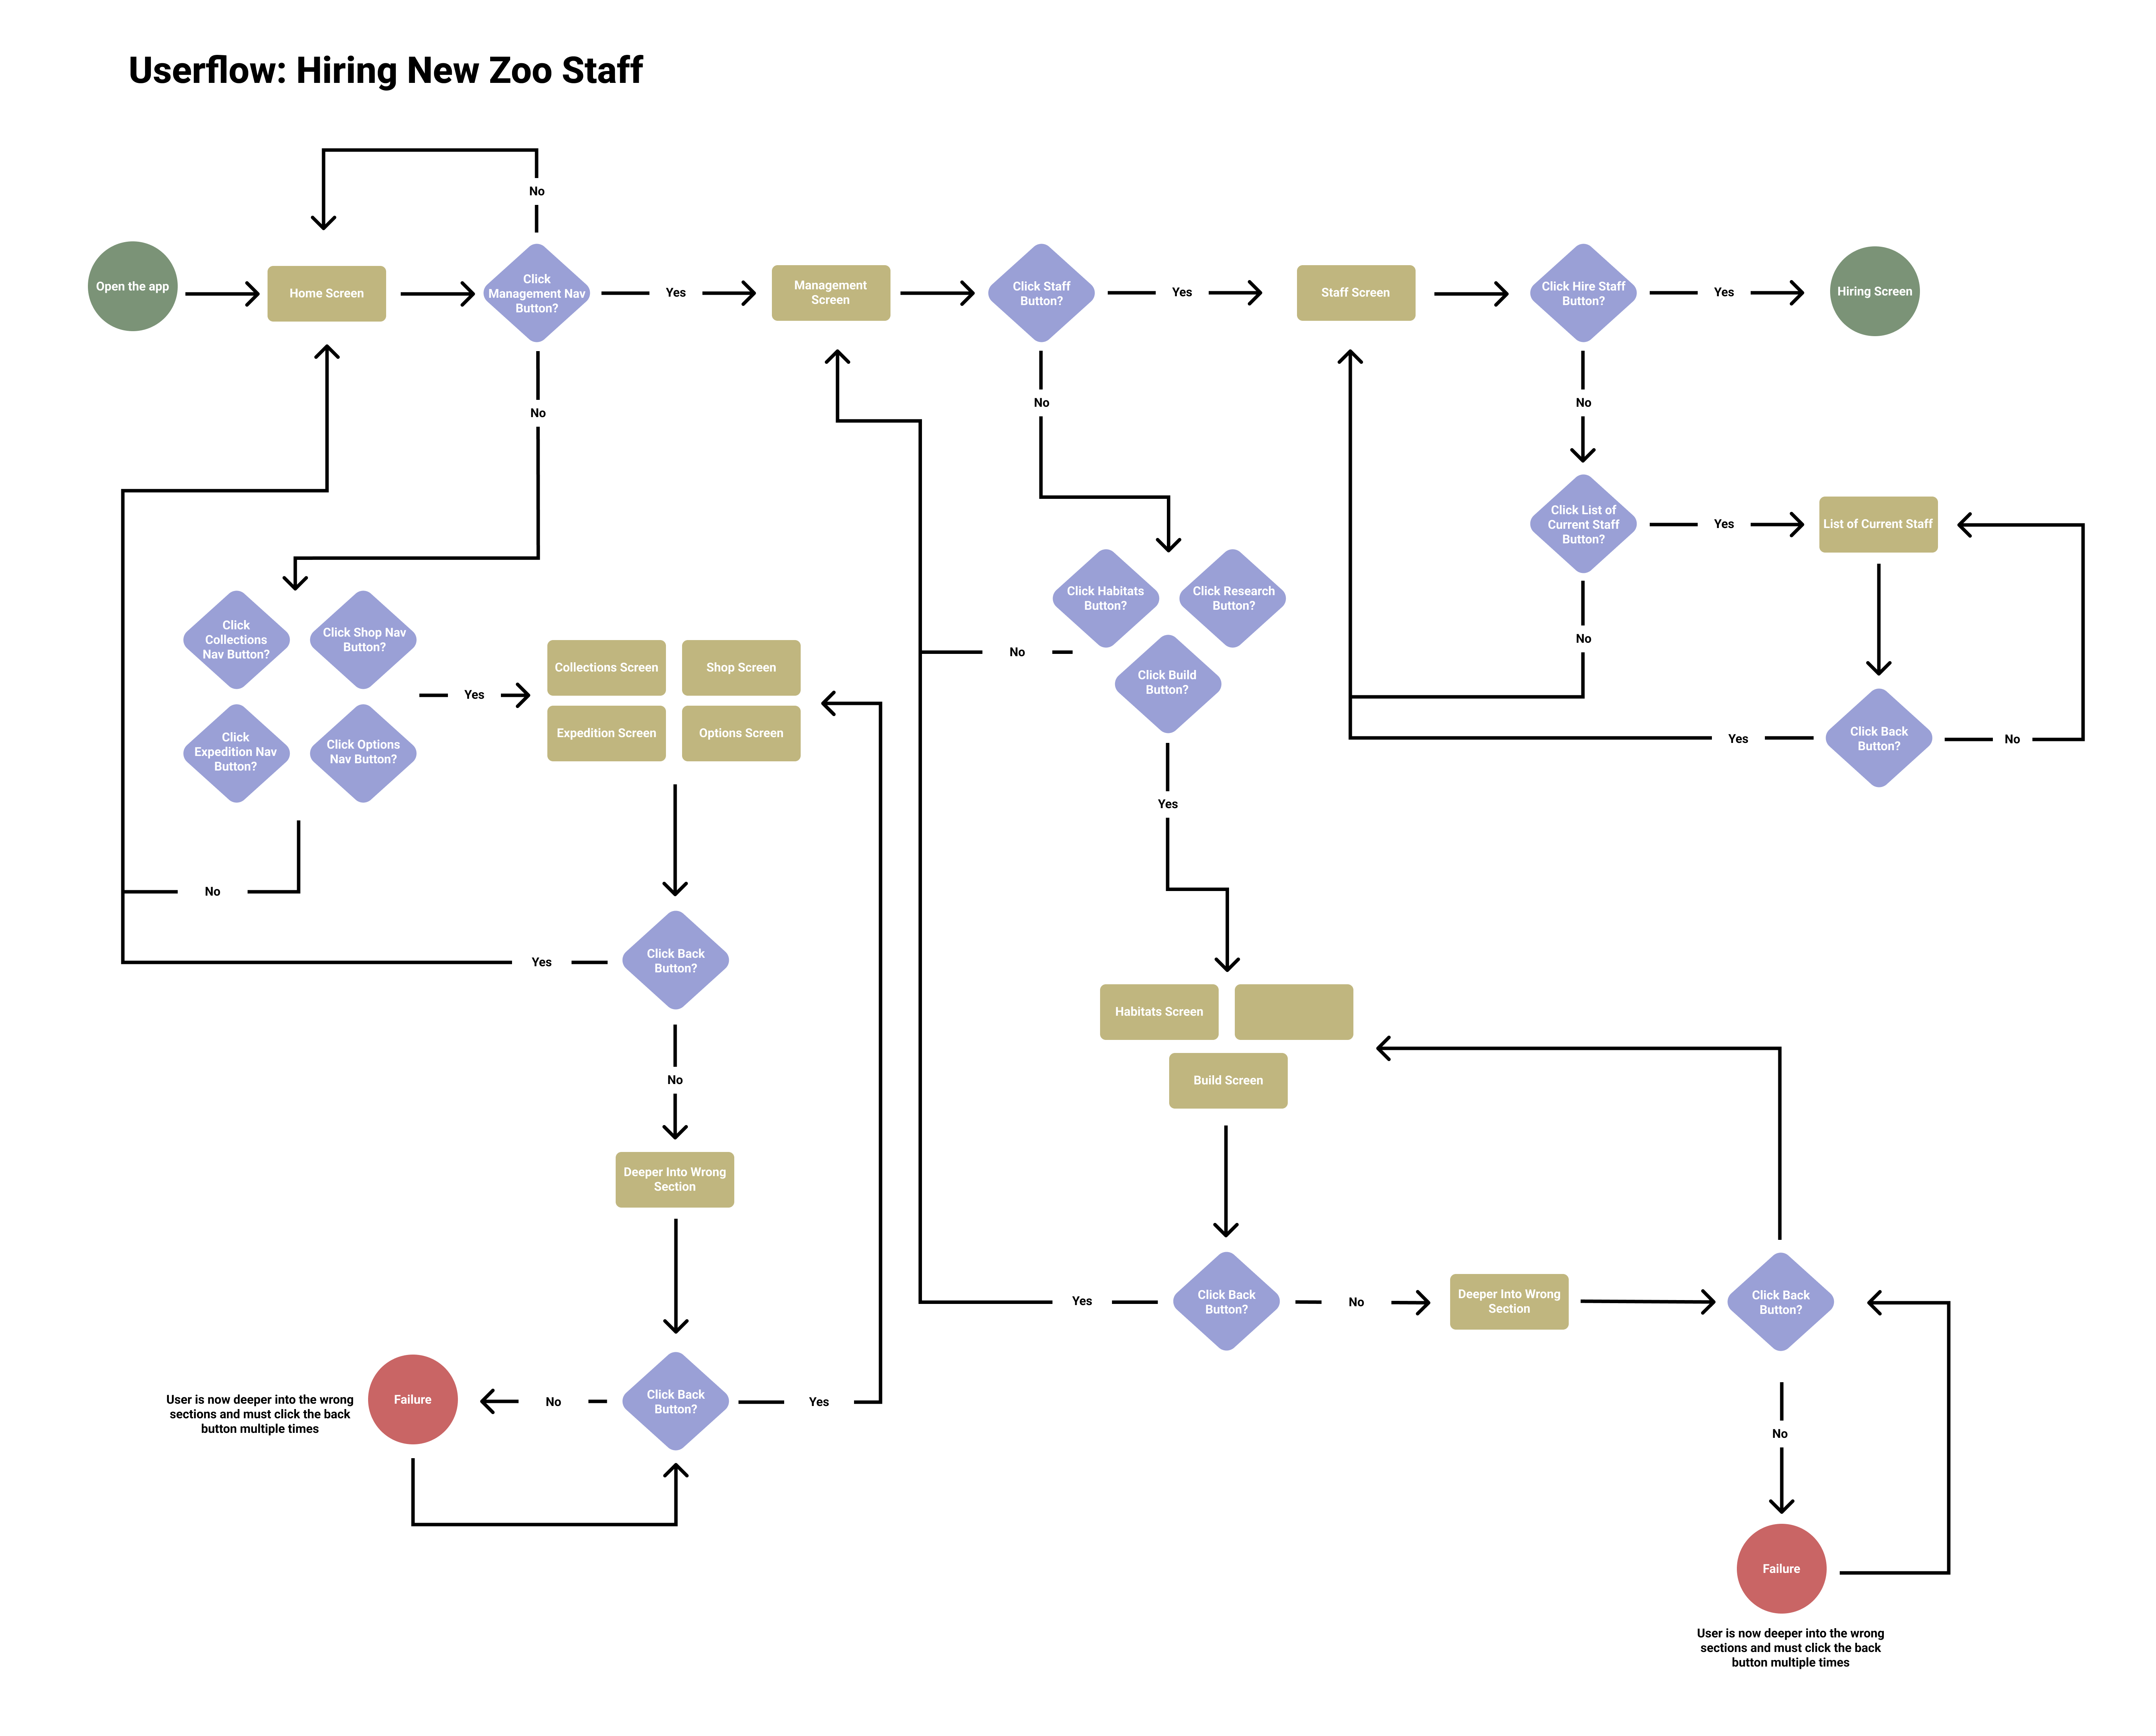 Userflow: Hiring New Zoo Staff
No
Open the app
Home Screen
Click
Management Nav
Button?
Yes
Management
Screen
Click Staff
Button?
Yes
Staff Screen
Click Hire Staff
Button?
Yes
Hiring Screen
No
No
No
Click List of
Current Staff
Button?
Yes
List of Current Staff
No
Click Back
Button?
Yes
No
Click Habitats
Button?
Click Research
Button?
Click Build
Button?
No
Yes
Click
Collections
Nav Button?
Click Shop Nav
Button?
Click
Expedition Nav
Button?
Click Options
Nav Button?
Yes
No
Collections Screen
Shop Screen
Expedition Screen
Options Screen
Click Back
Button?
Yes
No
Deeper Into Wrong
Section
Click Back
Button?
Yes
No
Failure
User is now deeper into the wrong
sections and must click the back
button multiple times
Habitats Screen
Build Screen
Click Back
Button?
Yes
No
Deeper Into Wrong
Section
Click Back
Button?
No
Failure
User is now deeper into the wrong
sections and must click the back
button multiple times